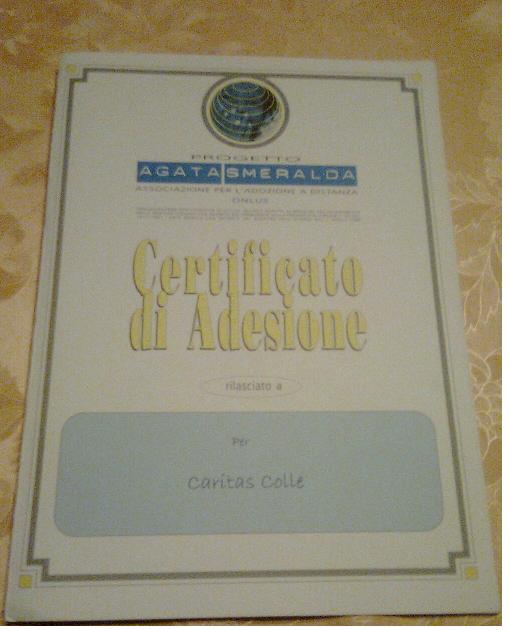 PROGETTO
AGATA SMERALDA
ASSOCIAZIONE PER L'ADOZIONE A DISTANZA
ONLUS
Certificato
di Adesione
rilasciato a
Per
Caritas Colle